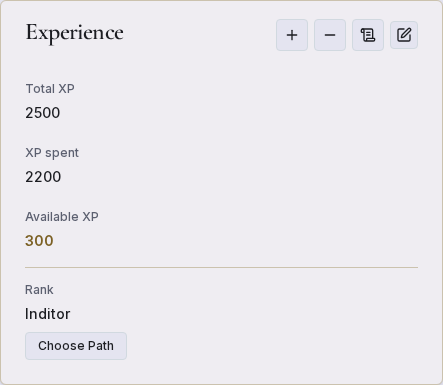 Experience
Total XP
2500
XP spent
2200
Available XP
300
Rank
Inditor
Choose Path